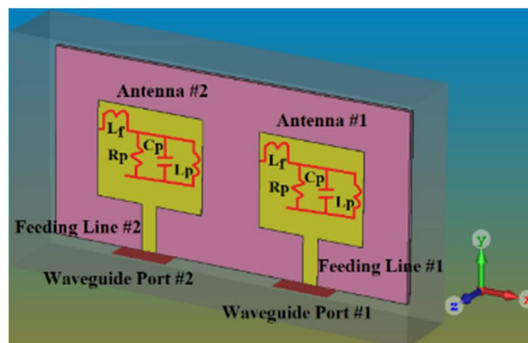 Antenna #2
Antenna #1
Lf
Cp
Rp
Lp
Lf
Cp
Rp
Lp
Feeding Line #2
Feeding Line #1
Waveguide Port #2
Waveguide Port #1
y
z
x